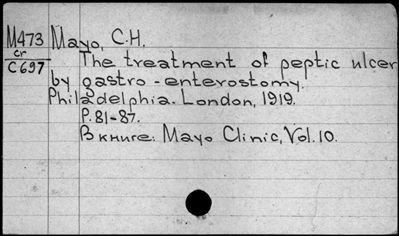 M473 Mayo, C.H.
cr The treatment of peptic ulcer
C697 by gastro-enterostomy.
Philadelphia. London, 1919.
P.81-87.
В книге: Mayo Clinic, Vol.10.